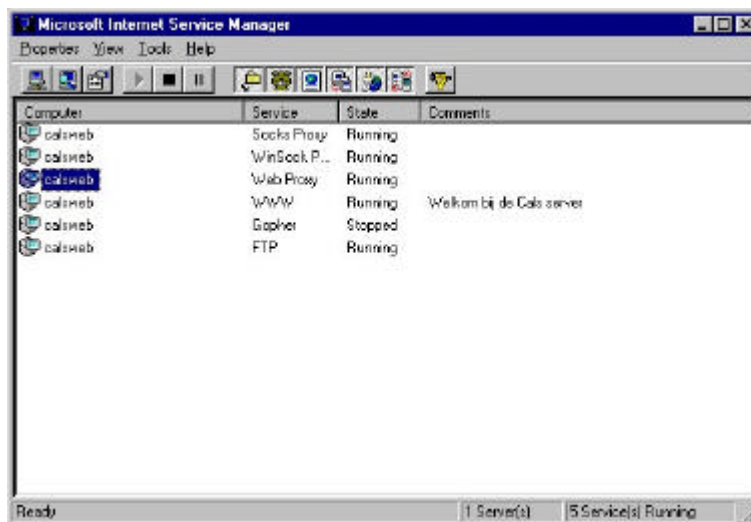 Microsoft Internet Service Manager
Properties View Tools Help
Computer Service State Comments
calsweb Socks Proxy Running
calsweb WinSock P... Running
calsweb Web Proxy Running
calsweb WWW Running Welkom bij de Cals server
calsweb Gopher Stopped
calsweb FTP Running
Ready 1 Server(s) 5 Service(s) Running